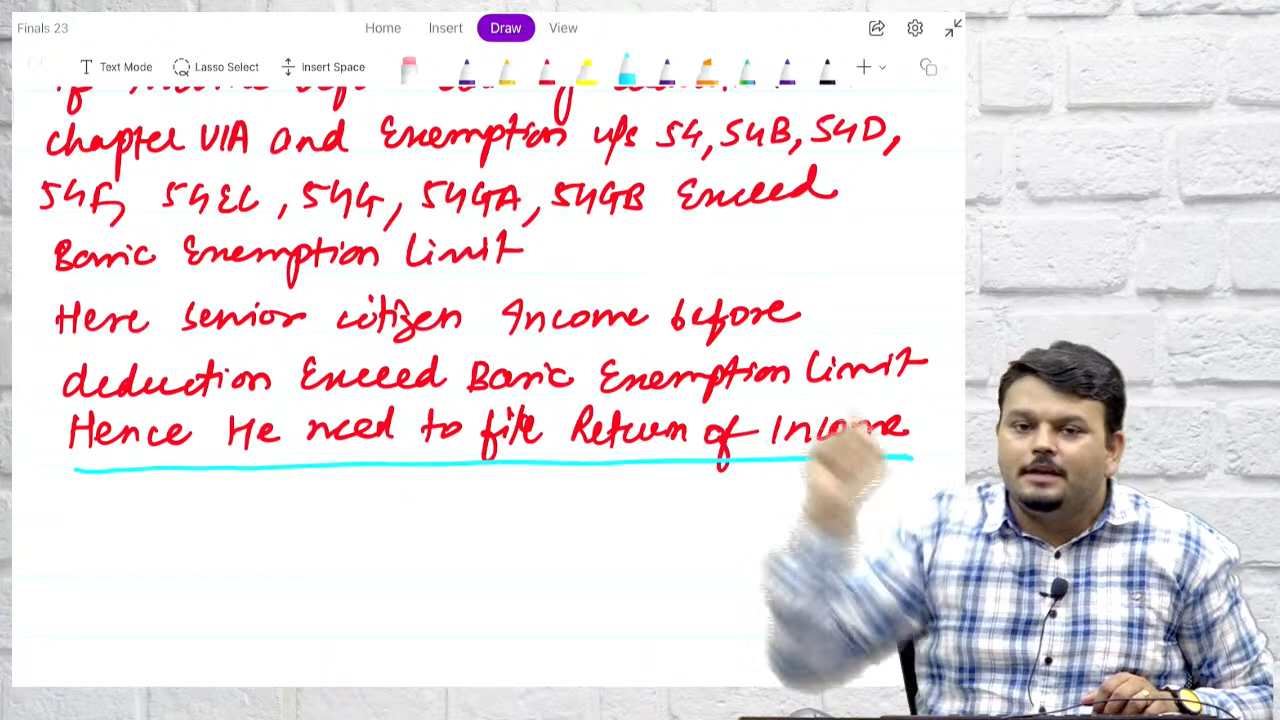 Finals 23
Home Insert Draw View
Text Mode Lasso Select Insert Space
If Income
chapter VIA and Exemption u/s 54, 54B, 54D,
54F, 54EC, 54G, 54GA, 54GB Exceed
Basic Exemption Limit
Here senior citizen Income before
deduction Exceed Basic Exemption Limit
Hence He need to file Return of Income